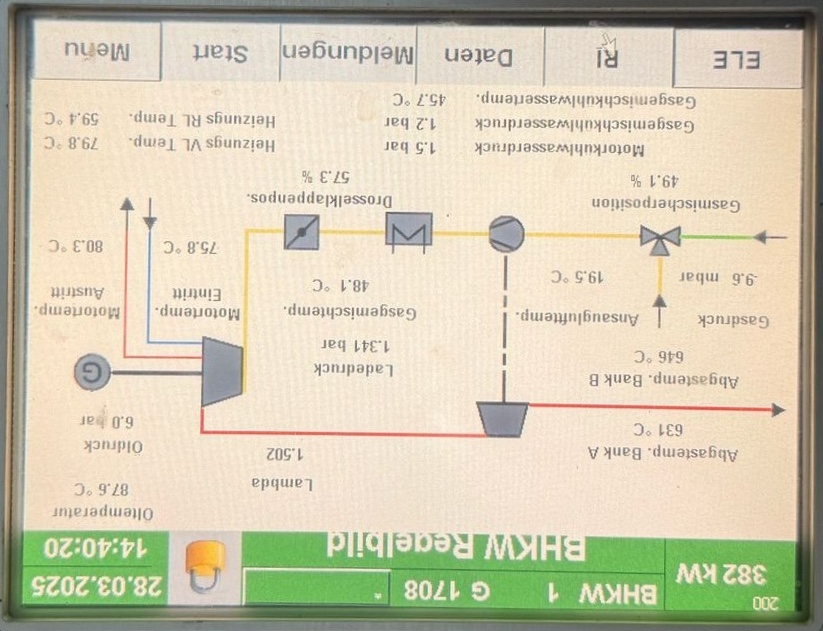 200
382 kW
BHKW 1 G 1708
28.03.2025
BHKW Regelbild
14:40:20
Öltemperatur
87.6 °C
Lambda
1.502
Abgastemp. Bank A
631 °C
Öldruck
6.0 bar
Abgastemp. Bank B
646 °C
Ladedruck
1.341 bar
G
Gasdruck
-9.6 mbar
Ansauglufttemp.
19.5 °C
Gasgemischtemp.
48.1 °C
Motortemp.
Eintritt
75.8 °C
Motortemp.
Austritt
80.3 °C
Gasmischerposition
49.1 %
Drosselklappenpos.
57.3 %
Motorkühlwasserdruck 1.5 bar
Heizungs VL Temp. 79.8 °C
Gasgemischkühlwasserdruck 1.2 bar
Heizungs RL Temp. 59.4 °C
Gasgemischkühlwassertemp. 45.7 °C
ELE
RI
Daten
Meldungen
Start
Menü